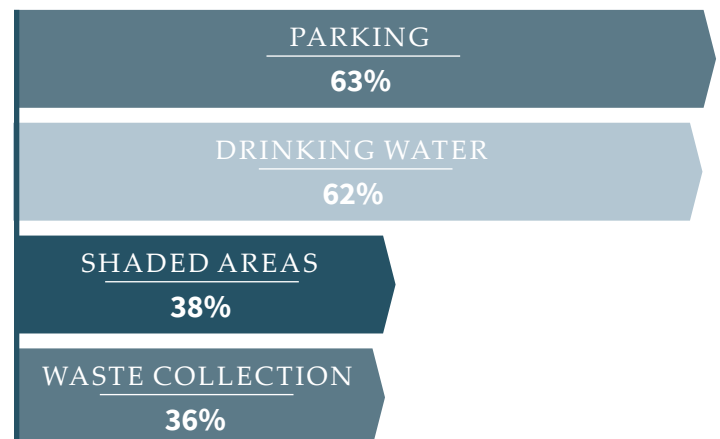 PARKING
63%
DRINKING WATER
62%
SHADED AREAS
38%
WASTE COLLECTION
36%